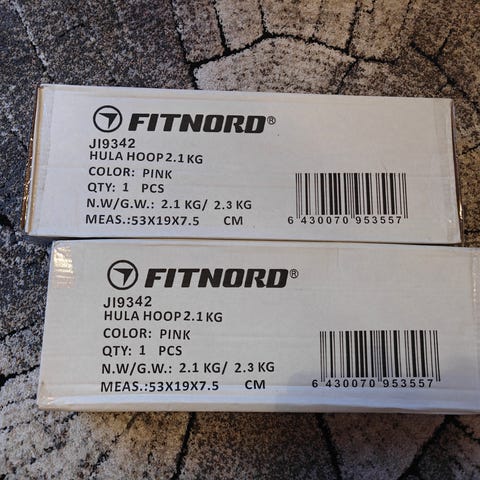 FITNORD®
JI9342
HULA HOOP 2.1 KG
COLOR: PINK
QTY: 1 PCS
N.W/G.W.: 2.1 KG/ 2.3 KG
MEAS.:53X19X7.5 CM
6 430070 953557
FITNORD®
JI9342
HULA HOOP 2.1 KG
COLOR: PINK
QTY: 1 PCS
N.W/G.W.: 2.1 KG/ 2.3 KG
MEAS.:53X19X7.5 CM
6 430070 953557